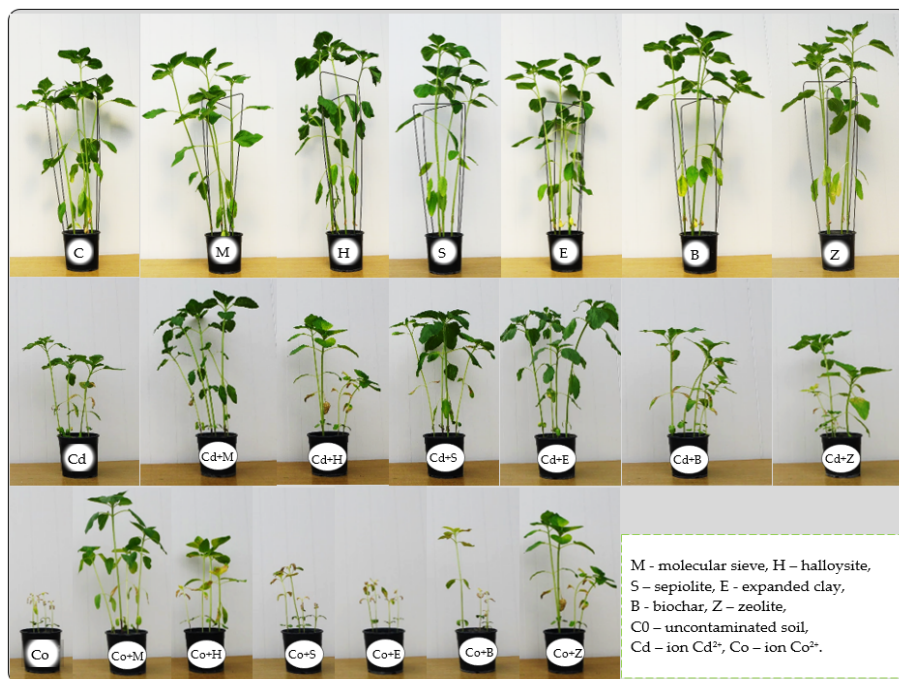 C M H S E B Z
Cd Cd+M Cd+H Cd+S Cd+E Cd+B Cd+Z
Co Co+M Co+H Co+S Co+E Co+B Co+Z
M - molecular sieve, H – halloysite,
S – sepiolite, E - expanded clay,
B - biochar, Z – zeolite,
C0 – uncontaminated soil,
Cd – ion Cd²⁺, Co – ion Co²⁺.